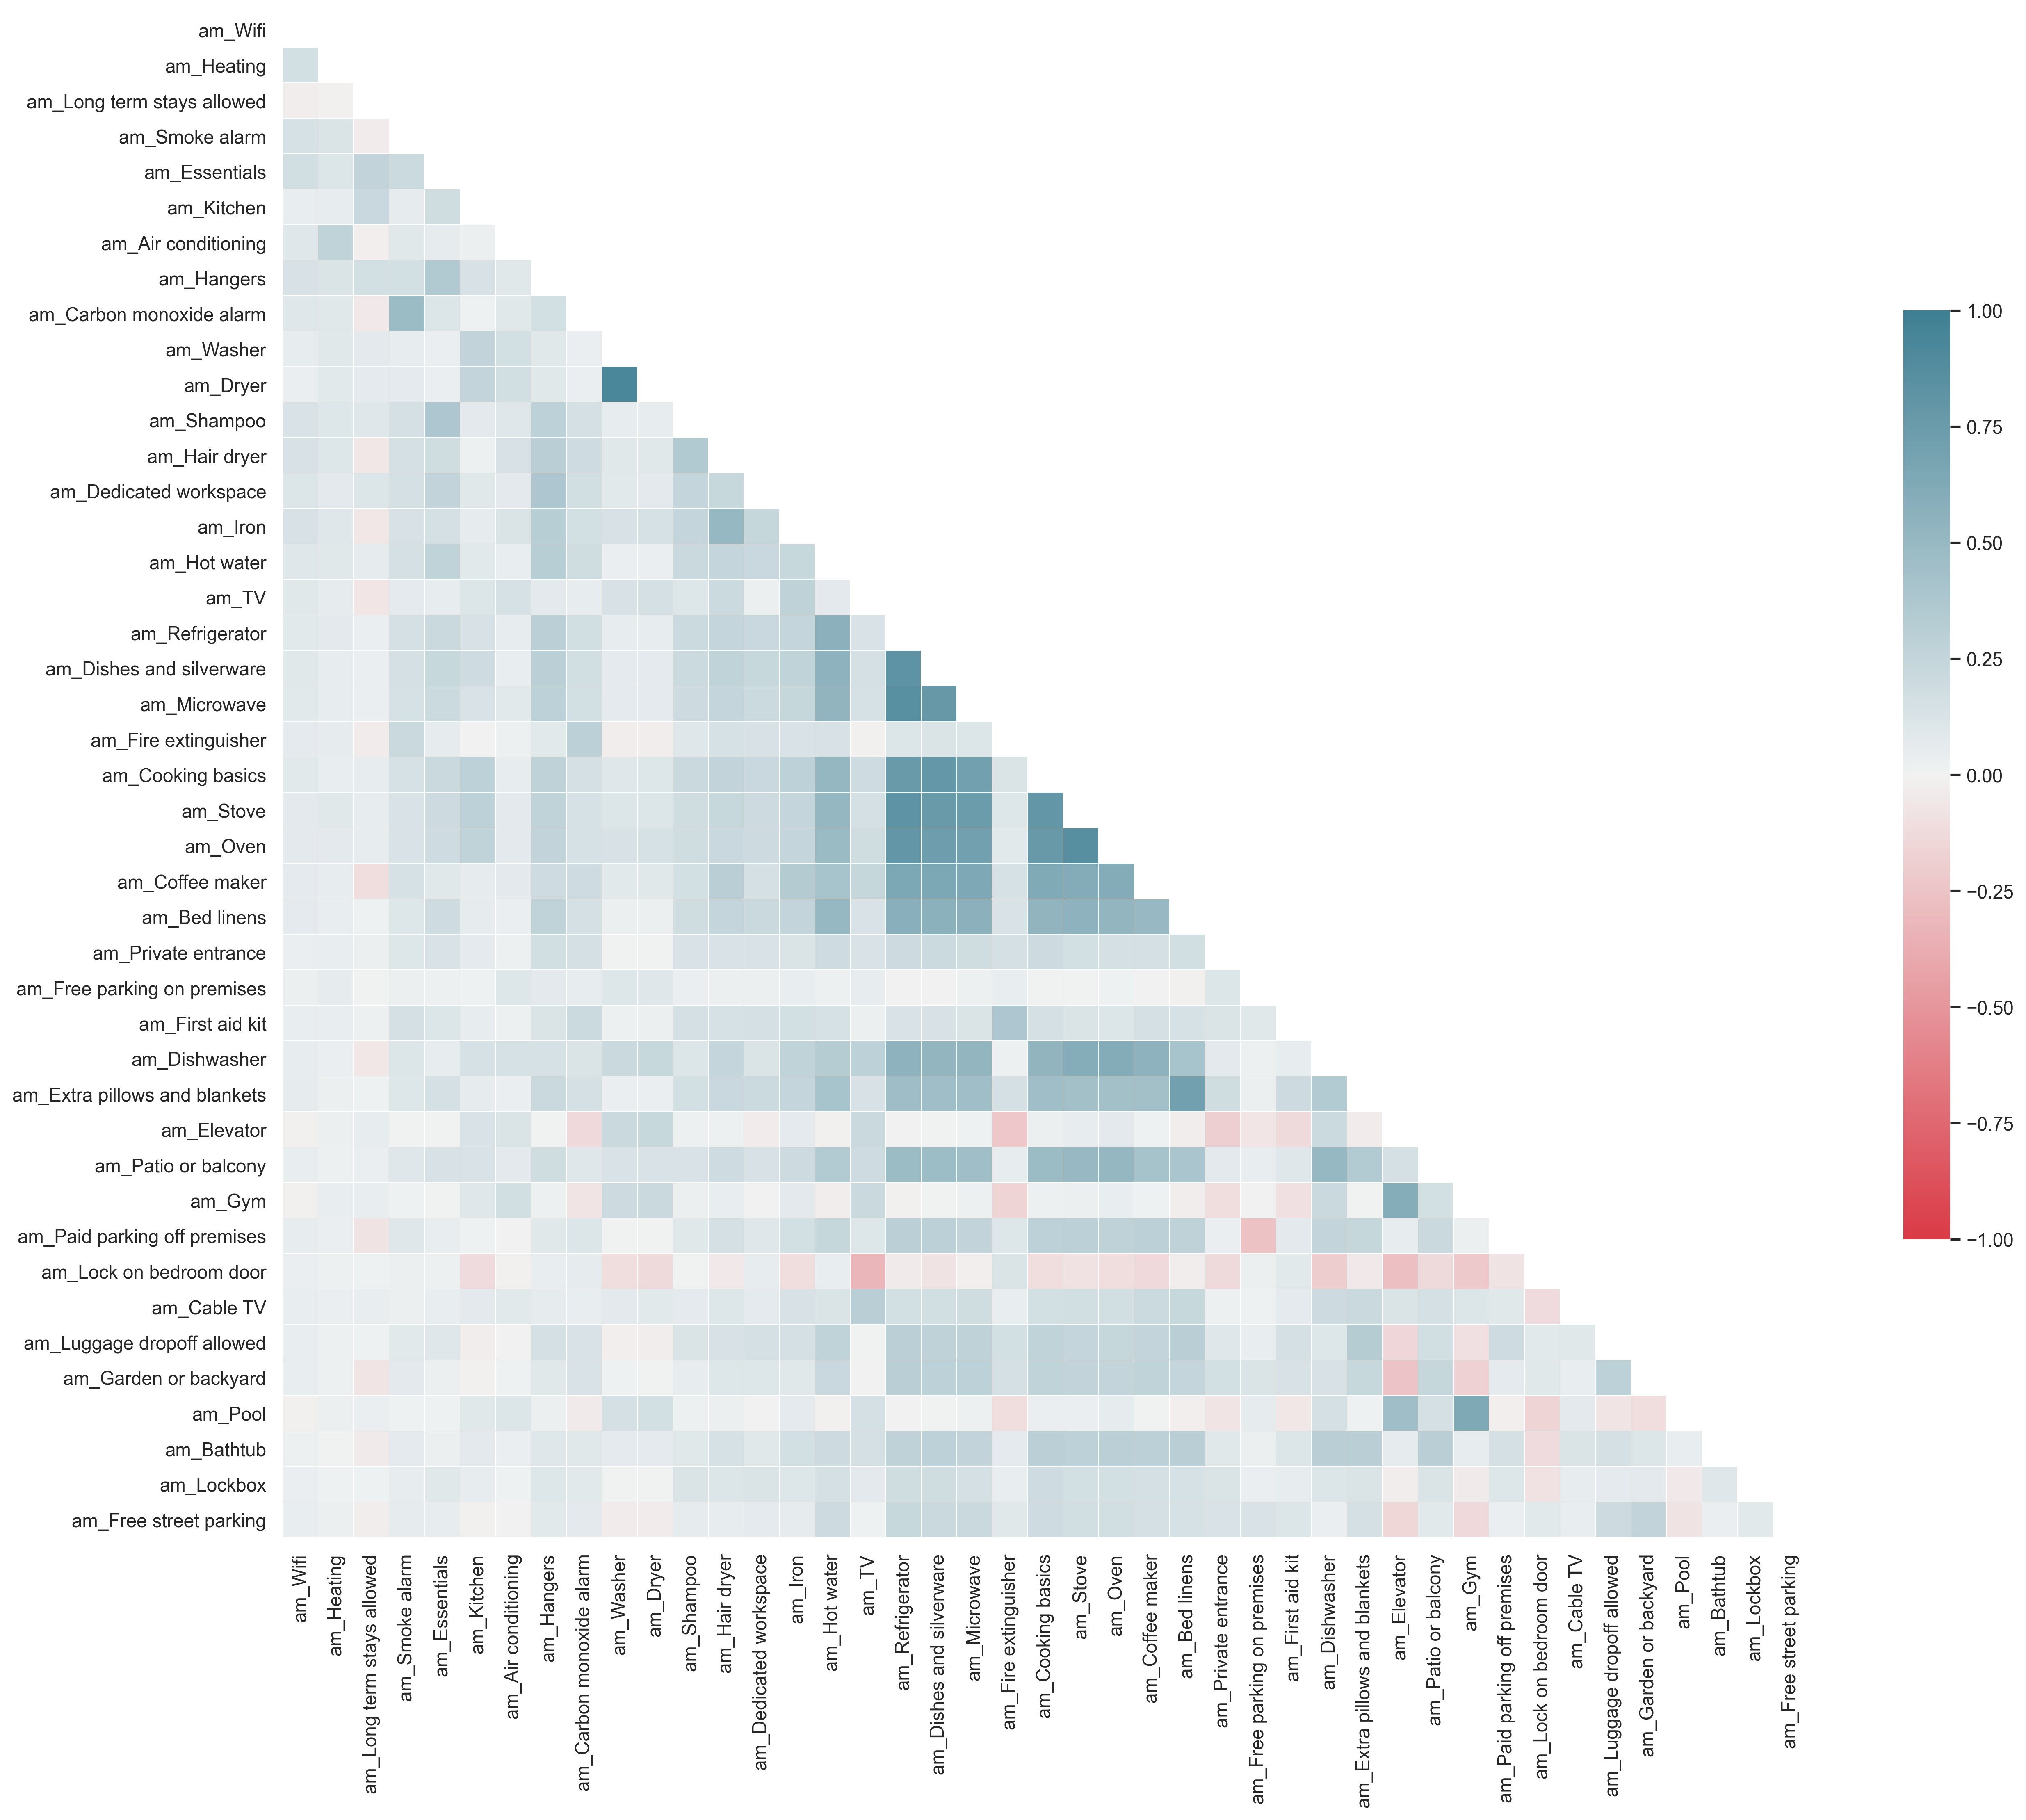 am_Wifi
am_Heating
am_Long term stays allowed
am_Smoke alarm
am_Essentials
am_Kitchen
am_Air conditioning
am_Hangers
am_Carbon monoxide alarm
am_Washer
am_Dryer
am_Shampoo
am_Hair dryer
am_Dedicated workspace
am_Iron
am_Hot water
am_TV
am_Refrigerator
am_Dishes and silverware
am_Microwave
am_Fire extinguisher
am_Cooking basics
am_Stove
am_Oven
am_Coffee maker
am_Bed linens
am_Private entrance
am_Free parking on premises
am_First aid kit
am_Dishwasher
am_Extra pillows and blankets
am_Elevator
am_Patio or balcony
am_Gym
am_Paid parking off premises
am_Lock on bedroom door
am_Cable TV
am_Luggage dropoff allowed
am_Garden or backyard
am_Pool
am_Bathtub
am_Lockbox
am_Free street parking
am_Wifi
am_Heating
am_Long term stays allowed
am_Smoke alarm
am_Essentials
am_Kitchen
am_Air conditioning
am_Hangers
am_Carbon monoxide alarm
am_Washer
am_Dryer
am_Shampoo
am_Hair dryer
am_Dedicated workspace
am_Iron
am_Hot water
am_TV
am_Refrigerator
am_Dishes and silverware
am_Microwave
am_Fire extinguisher
am_Cooking basics
am_Stove
am_Oven
am_Coffee maker
am_Bed linens
am_Private entrance
am_Free parking on premises
am_First aid kit
am_Dishwasher
am_Extra pillows and blankets
am_Elevator
am_Patio or balcony
am_Gym
am_Paid parking off premises
am_Lock on bedroom door
am_Cable TV
am_Luggage dropoff allowed
am_Garden or backyard
am_Pool
am_Bathtub
am_Lockbox
am_Free street parking
1.00
0.75
0.50
0.25
0.00
−0.25
−0.50
−0.75
−1.00